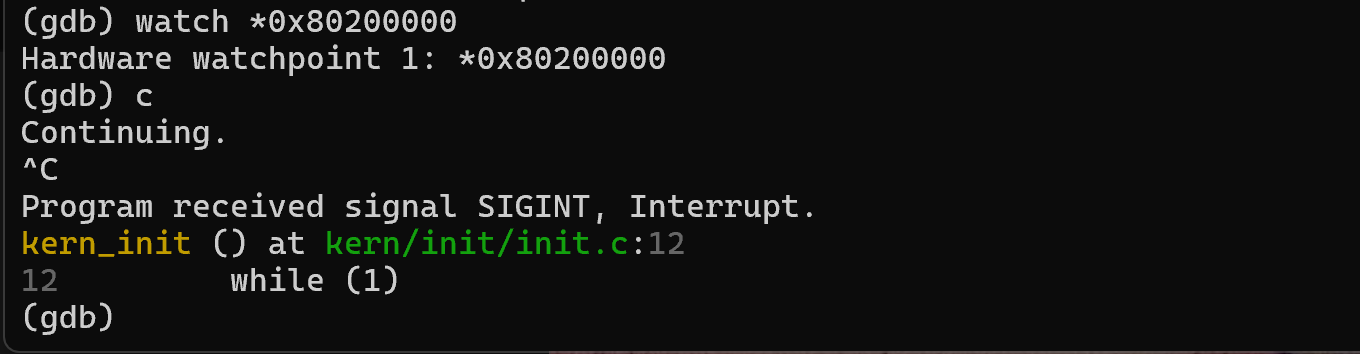 (gdb) watch *0x80200000
Hardware watchpoint 1: *0x80200000
(gdb) c
Continuing.
^C
Program received signal SIGINT, Interrupt.
kern_init () at kern/init/init.c:12
12          while (1)
(gdb)